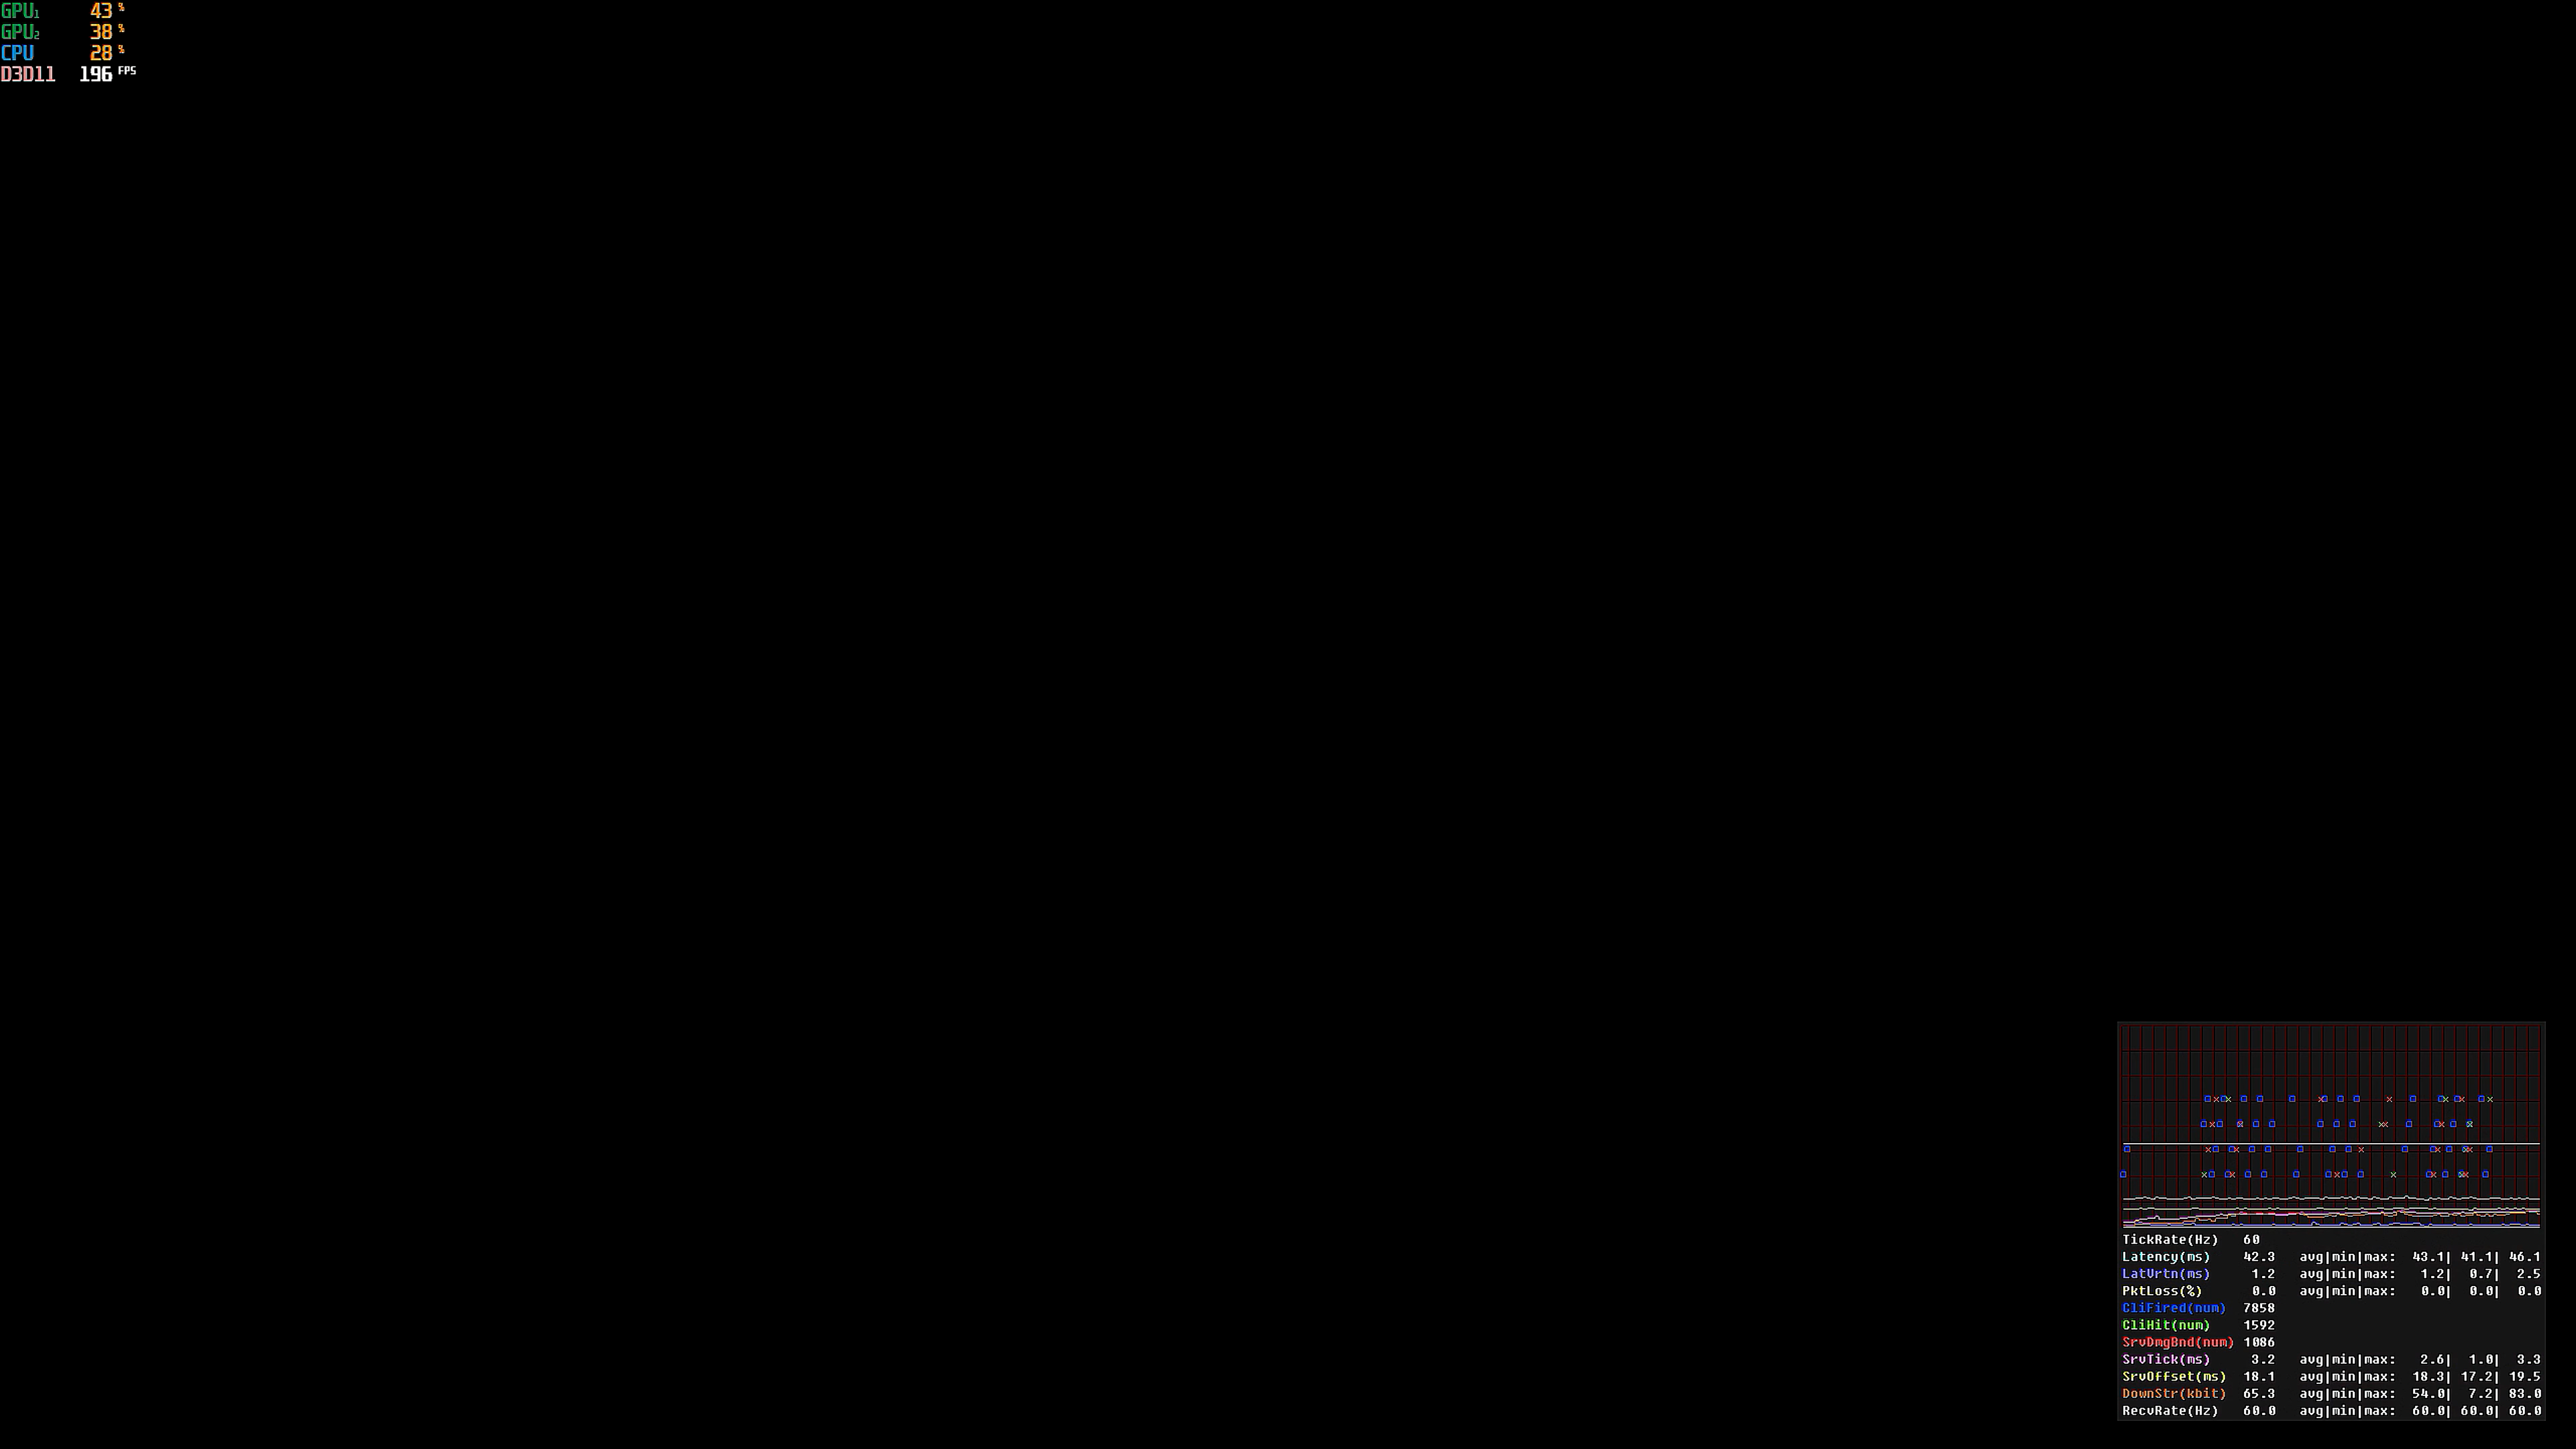 GPU1 43 %
GPU2 38 %
CPU 28 %
D3D11 196 FPS
TickRate(Hz) 60
Latency(ms) 42.3 avg|min|max: 43.1| 41.1| 46.1
LatVrtn(ms) 1.2 avg|min|max: 1.2| 0.7| 2.5
PktLoss(%) 0.0 avg|min|max: 0.0| 0.0| 0.0
CliFired(num) 7858
CliHit(num) 1592
SrvDmgBnd(num) 1086
SrvTick(ms) 3.2 avg|min|max: 2.6| 1.0| 3.3
SrvOffset(ms) 18.1 avg|min|max: 18.3| 17.2| 19.5
DownStr(kbit) 65.3 avg|min|max: 54.0| 7.2| 83.0
RecvRate(Hz) 60.0 avg|min|max: 60.0| 60.0| 60.0